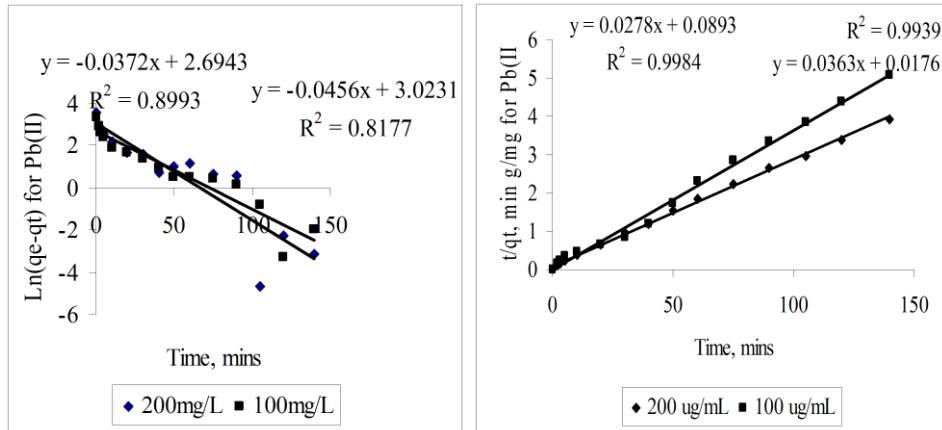 y = -0.0372x + 2.6943
R² = 0.8993
y = -0.0456x + 3.0231
R² = 0.8177
Ln(qe-qt) for Pb(II)
4
2
0
-2
-4
-6
0
50
100
150
Time, mins
200mg/L
100mg/L
y = 0.0278x + 0.0893
R² = 0.9984
R² = 0.9939
y = 0.0363x + 0.0176
t/qt, min g/mg for Pb(II
6
5
4
3
2
1
0
0
50
100
150
Time, mins
200 ug/mL
100 ug/mL